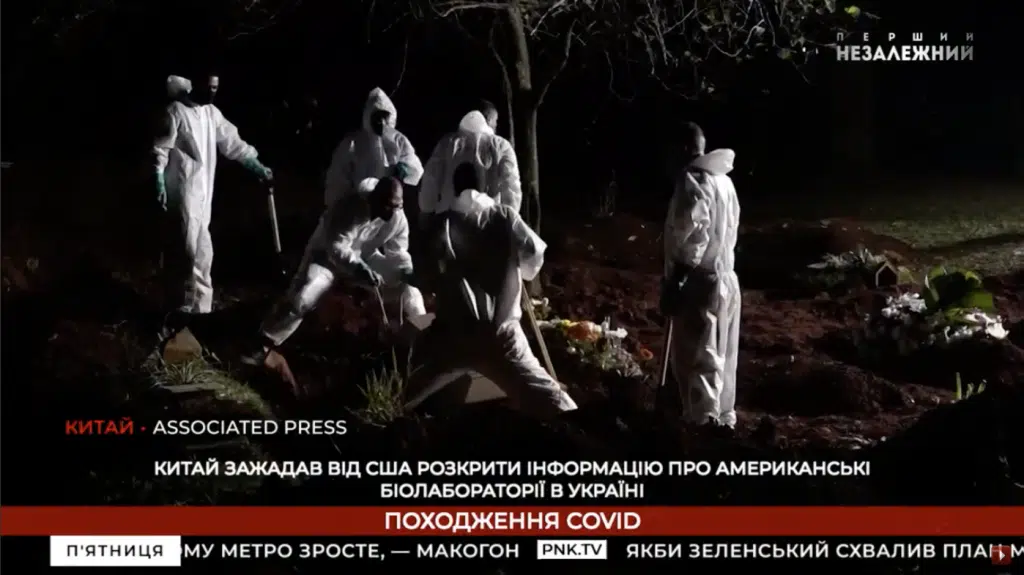 ПЕРШИЙ
НЕЗАЛЕЖНИЙ
КИТАЙ · ASSOCIATED PRESS
КИТАЙ ЗАЖАДАВ ВІД США РОЗКРИТИ ІНФОРМАЦІЮ ПРО АМЕРИКАНСЬКІ
БІОЛАБОРАТОРІЇ В УКРАЇНІ
ПОХОДЖЕННЯ COVID
П'ЯТНИЦЯ МЕТРО ЗРОСТЕ, — МАКОГОН PNK.TV ЯКБИ ЗЕЛЕНСЬКИЙ СХВАЛИВ ПЛАН